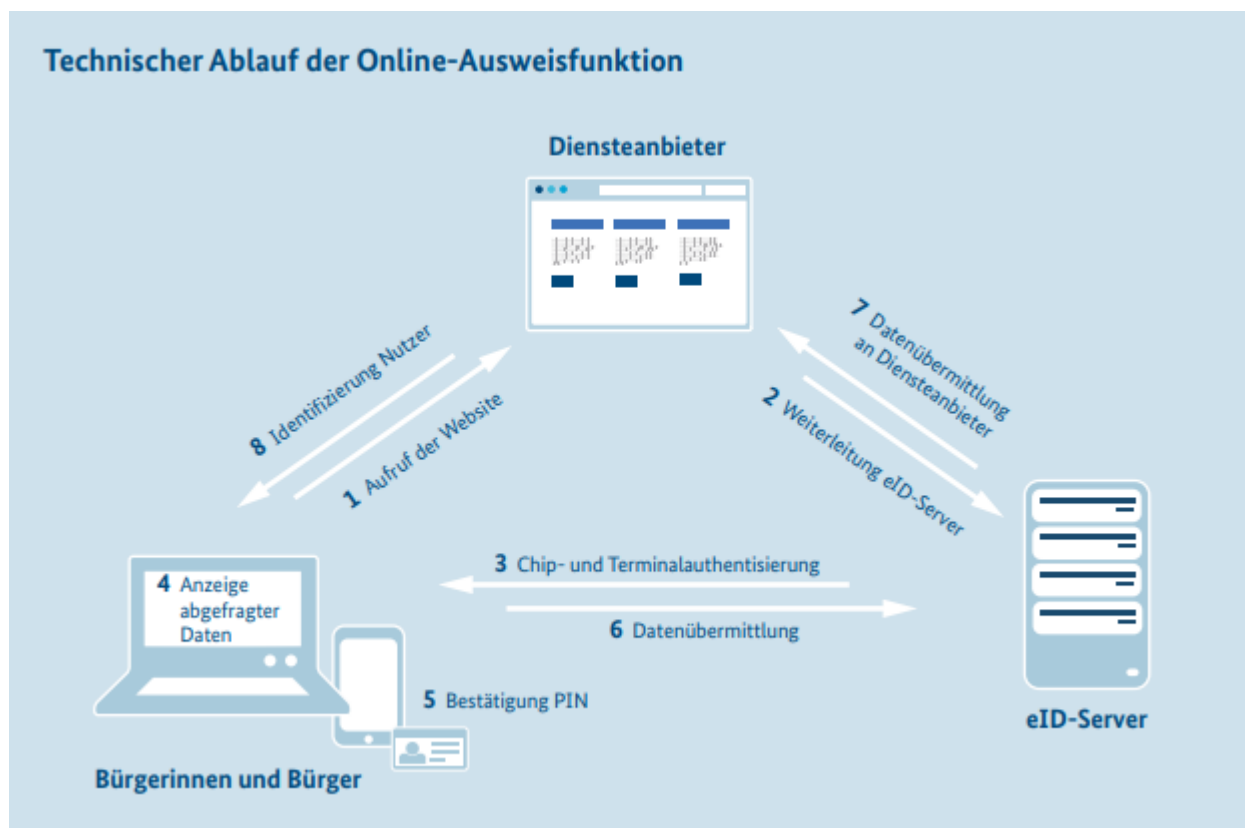 Technischer Ablauf der Online-Ausweisfunktion
Diensteanbieter
8 Identifizierung Nutzer
1 Aufruf der Website
7 Datenübermittlung
an Diensteanbieter
2 Weiterleitung eID-Server
3 Chip- und Terminalauthentisierung
6 Datenübermittlung
4 Anzeige
abgefragter
Daten
5 Bestätigung PIN
eID-Server
Bürgerinnen und Bürger